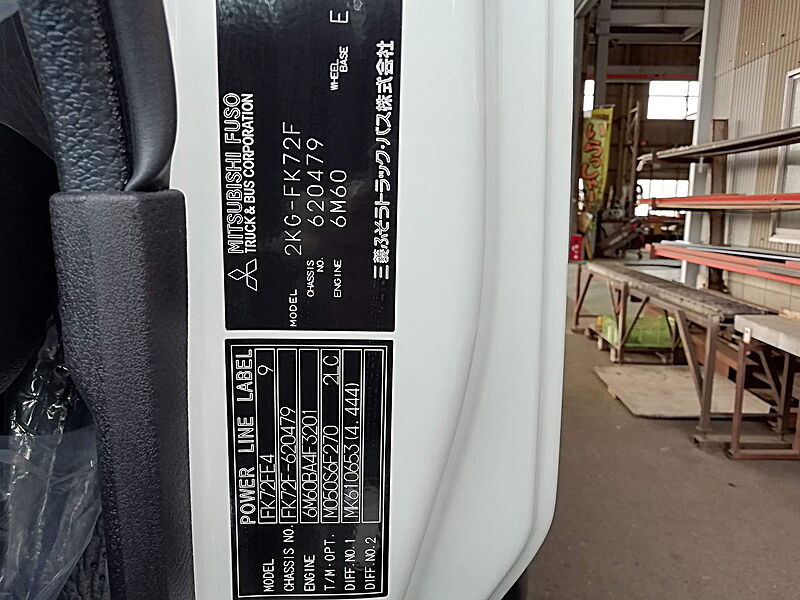 MITSUBISHI FUSO
TRUCK & BUS CORPORATION
MODEL 2KG-FK72F
CHASSIS NO. 620479
ENGINE 6M60 WHEEL BASE E
三菱ふそうトラック・バス株式会社
POWER LINE LABEL
MODEL FK72FE4 9
CHASSIS NO. FK72F-620479
ENGINE 6M60BA4F3201
T/M・OPT. M050S6F270 2LC
DIFF.NO.1 MK610653(4.444)
DIFF.NO.2